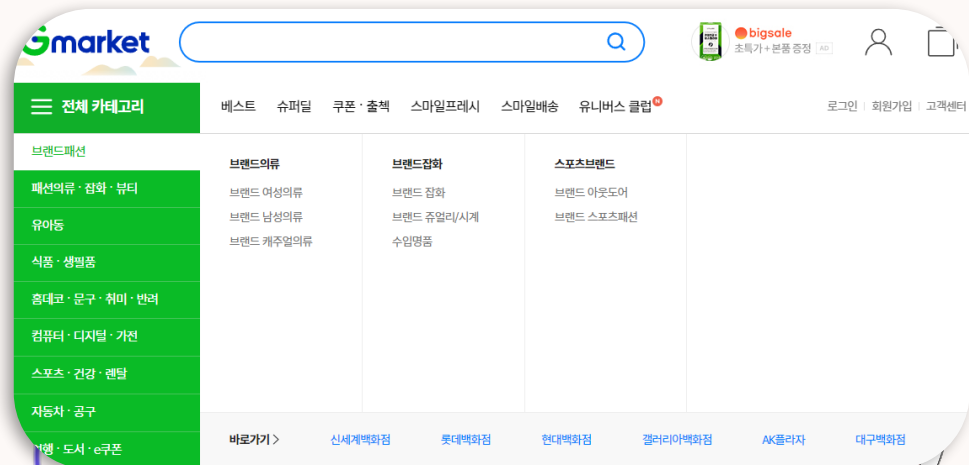 Gmarket
bigsale
초특가+본품 증정 AD
전체 카테고리
베스트 슈퍼딜 쿠폰·출첵 스마일프레시 스마일배송 유니버스 클럽 N
로그인 회원가입 고객센터
브랜드패션
패션의류·잡화·뷰티
유아동
식품·생필품
홈데코·문구·취미·반려
컴퓨터·디지털·가전
스포츠·건강·렌탈
자동차·공구
여행·도서·e쿠폰
브랜드의류
브랜드 여성의류
브랜드 남성의류
브랜드 캐주얼의류
브랜드잡화
브랜드 잡화
브랜드 쥬얼리/시계
수입명품
스포츠브랜드
브랜드 아웃도어
브랜드 스포츠패션
바로가기 > 신세계백화점 롯데백화점 현대백화점 갤러리아백화점 AK플라자 대구백화점